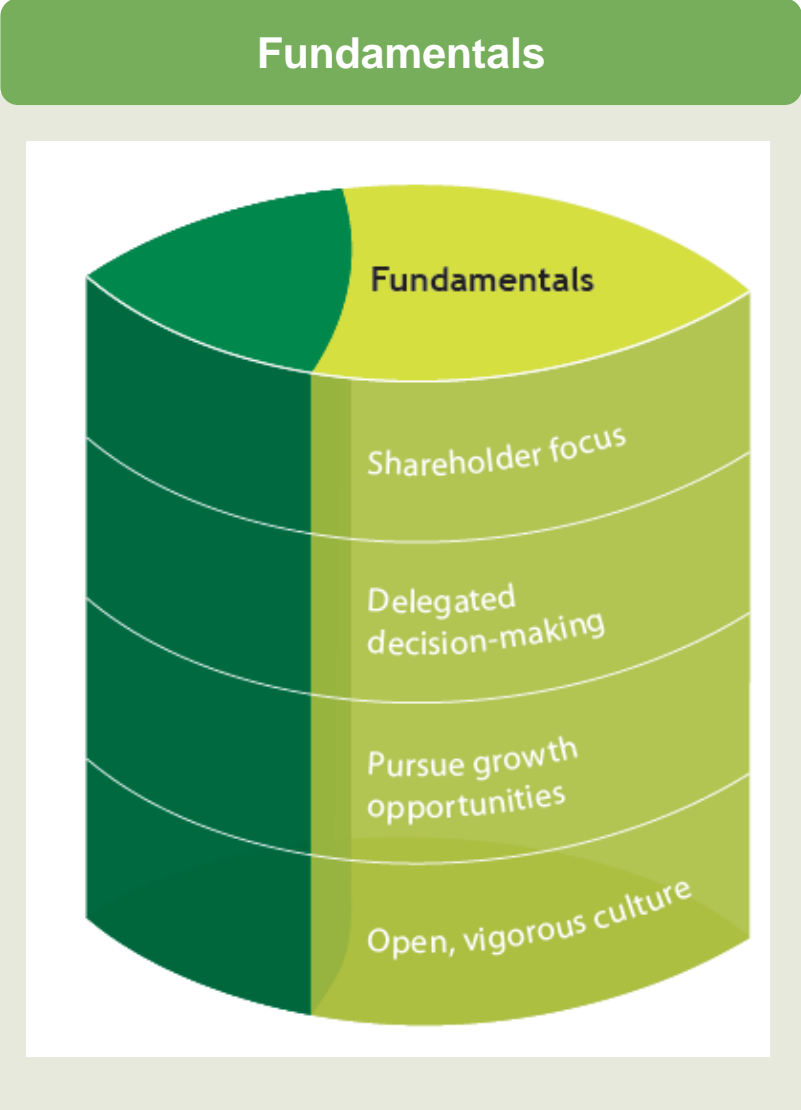 Fundamentals
Fundamentals
Shareholder focus
Delegated
decision-making
Pursue growth
opportunities
Open, vigorous culture